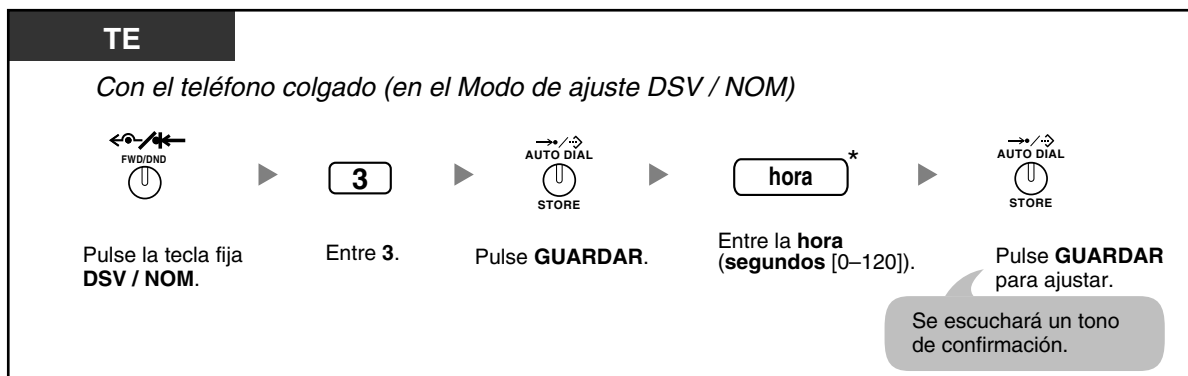 TE
Con el teléfono colgado (en el Modo de ajuste DSV / NOM)
FWD/DND
3
AUTO DIAL
STORE
hora*
AUTO DIAL
STORE
Pulse la tecla fija
DSV / NOM.
Entre 3.
Pulse GUARDAR.
Entre la hora
(segundos [0–120]).
Pulse GUARDAR
para ajustar.
Se escuchará un tono
de confirmación.